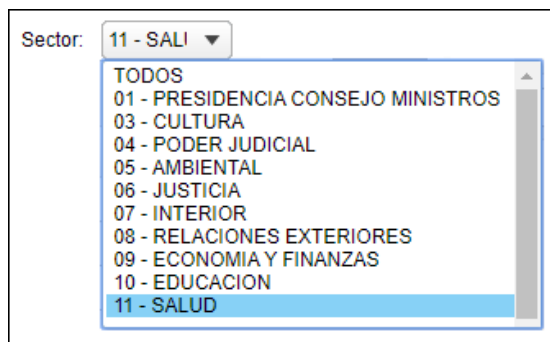 Sector: 11 - SALU
TODOS
01 - PRESIDENCIA CONSEJO MINISTROS
03 - CULTURA
04 - PODER JUDICIAL
05 - AMBIENTAL
06 - JUSTICIA
07 - INTERIOR
08 - RELACIONES EXTERIORES
09 - ECONOMIA Y FINANZAS
10 - EDUCACION
11 - SALUD